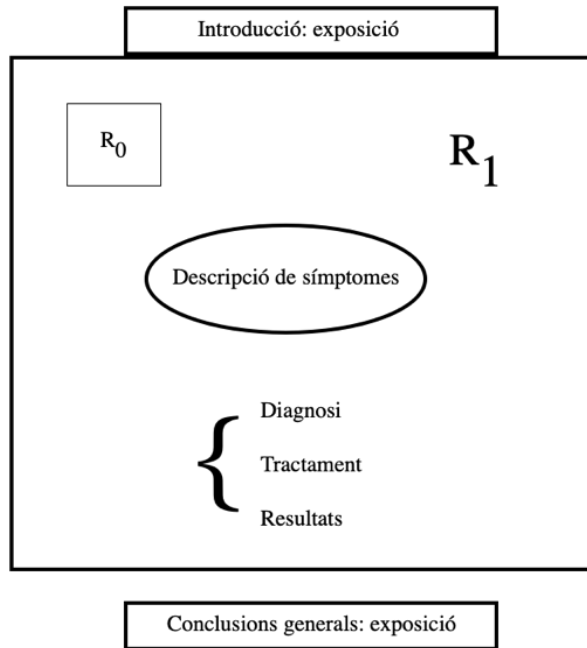 Introducció: exposició
R0
R1
Descripció de símptomes
{
Diagnosi
Tractament
Resultats
Conclusions generals: exposició